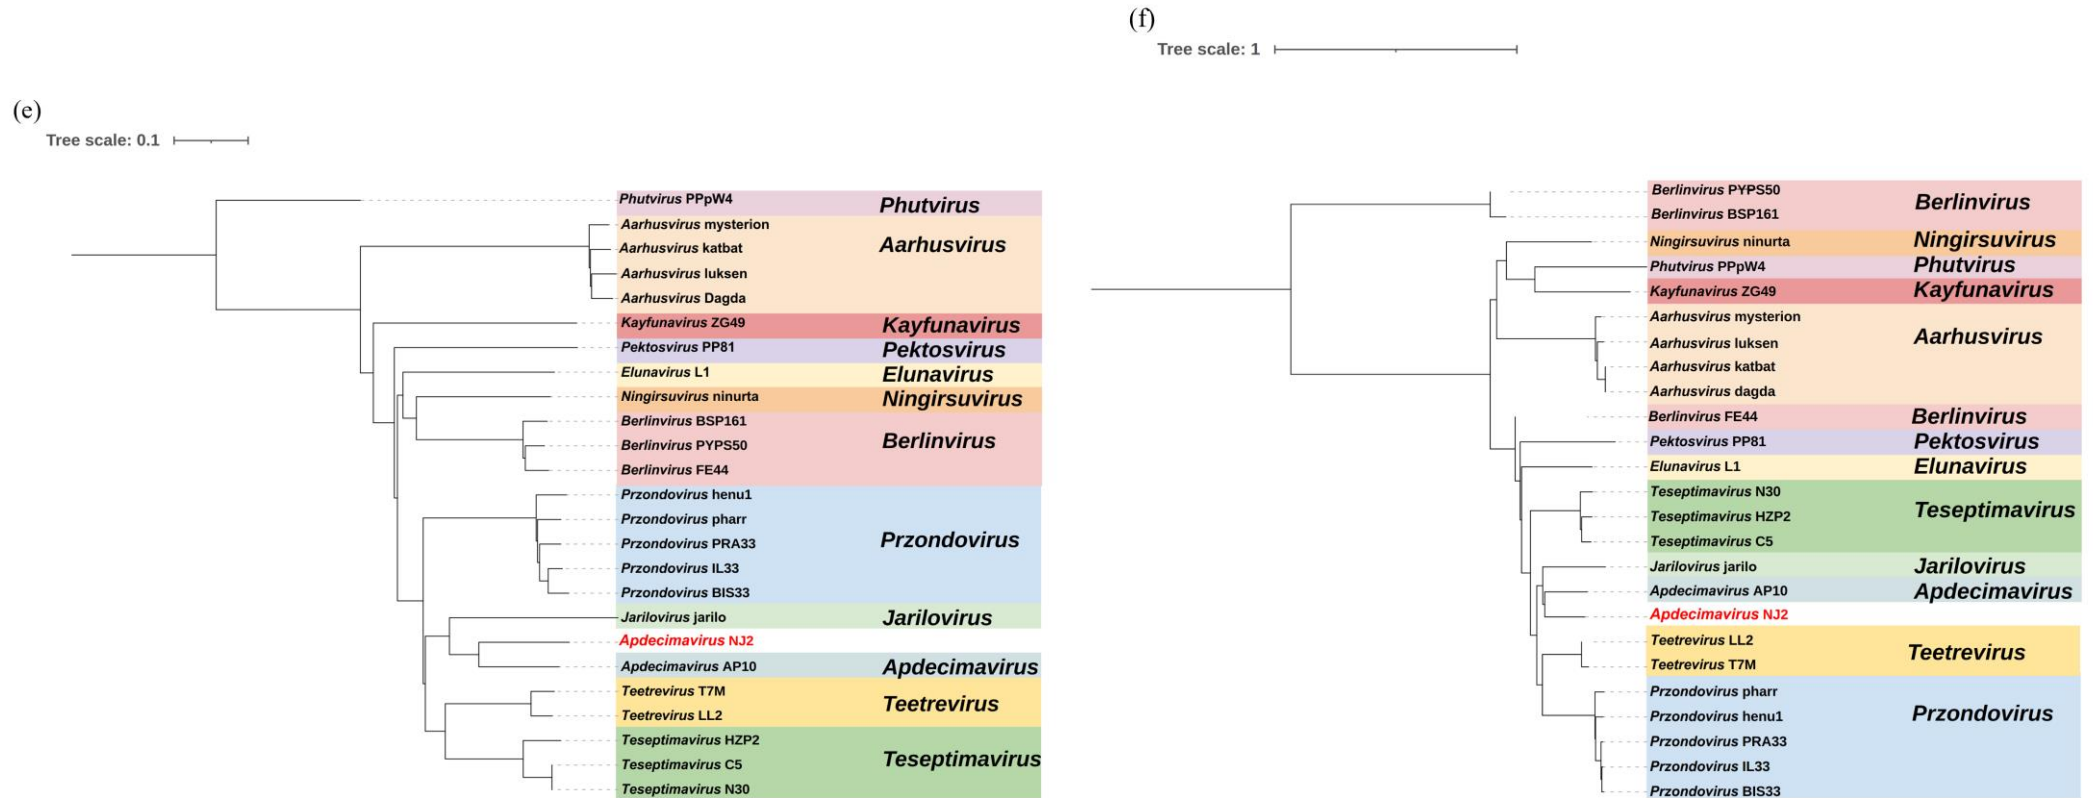 (e)
Tree scale: 0.1
Phutvirus PPpW4
Phutvirus
Aarhusvirus mysterion
Aarhusvirus katbat
Aarhusvirus
Aarhusvirus luksen
Aarhusvirus Dagda
Kayfunavirus ZG49
Kayfunavirus
Pektosvirus PP81
Pektosvirus
Elunavirus L1
Elunavirus
Ningirsuvirus ninurta
Ningirsuvirus
Berlinvirus BSP161
Berlinvirus PYPS50
Berlinvirus
Berlinvirus FE44
Przondovirus henu1
Przondovirus pharr
Przondovirus PRA33
Przondovirus
Przondovirus IL33
Przondovirus BIS33
Jarilovirus jarilo
Jarilovirus
Apdecimavirus NJ2
Apdecimavirus AP10
Apdecimavirus
Teetrevirus T7M
Teetrevirus
Teetrevirus LL2
Teseptimavirus HZP2
Teseptimavirus C5
Teseptimavirus
Teseptimavirus N30
(f)
Tree scale: 1
Berlinvirus PYPS50
Berlinvirus
Berlinvirus BSP161
Ningirsuvirus ninurta
Ningirsuvirus
Phutvirus PPpW4
Phutvirus
Kayfunavirus ZG49
Kayfunavirus
Aarhusvirus mysterion
Aarhusvirus
Aarhusvirus luksen
Aarhusvirus katbat
Aarhusvirus dagda
Berlinvirus FE44
Berlinvirus
Pektosvirus PP81
Pektosvirus
Elunavirus L1
Elunavirus
Teseptimavirus N30
Teseptimavirus
Teseptimavirus HZP2
Teseptimavirus C5
Jarilovirus jarilo
Jarilovirus
Apdecimavirus AP10
Apdecimavirus
Apdecimavirus NJ2
Teetrevirus LL2
Teetrevirus
Teetrevirus T7M
Przondovirus pharr
Przondovirus henu1
Przondovirus
Przondovirus PRA33
Przondovirus IL33
Przondovirus BIS33